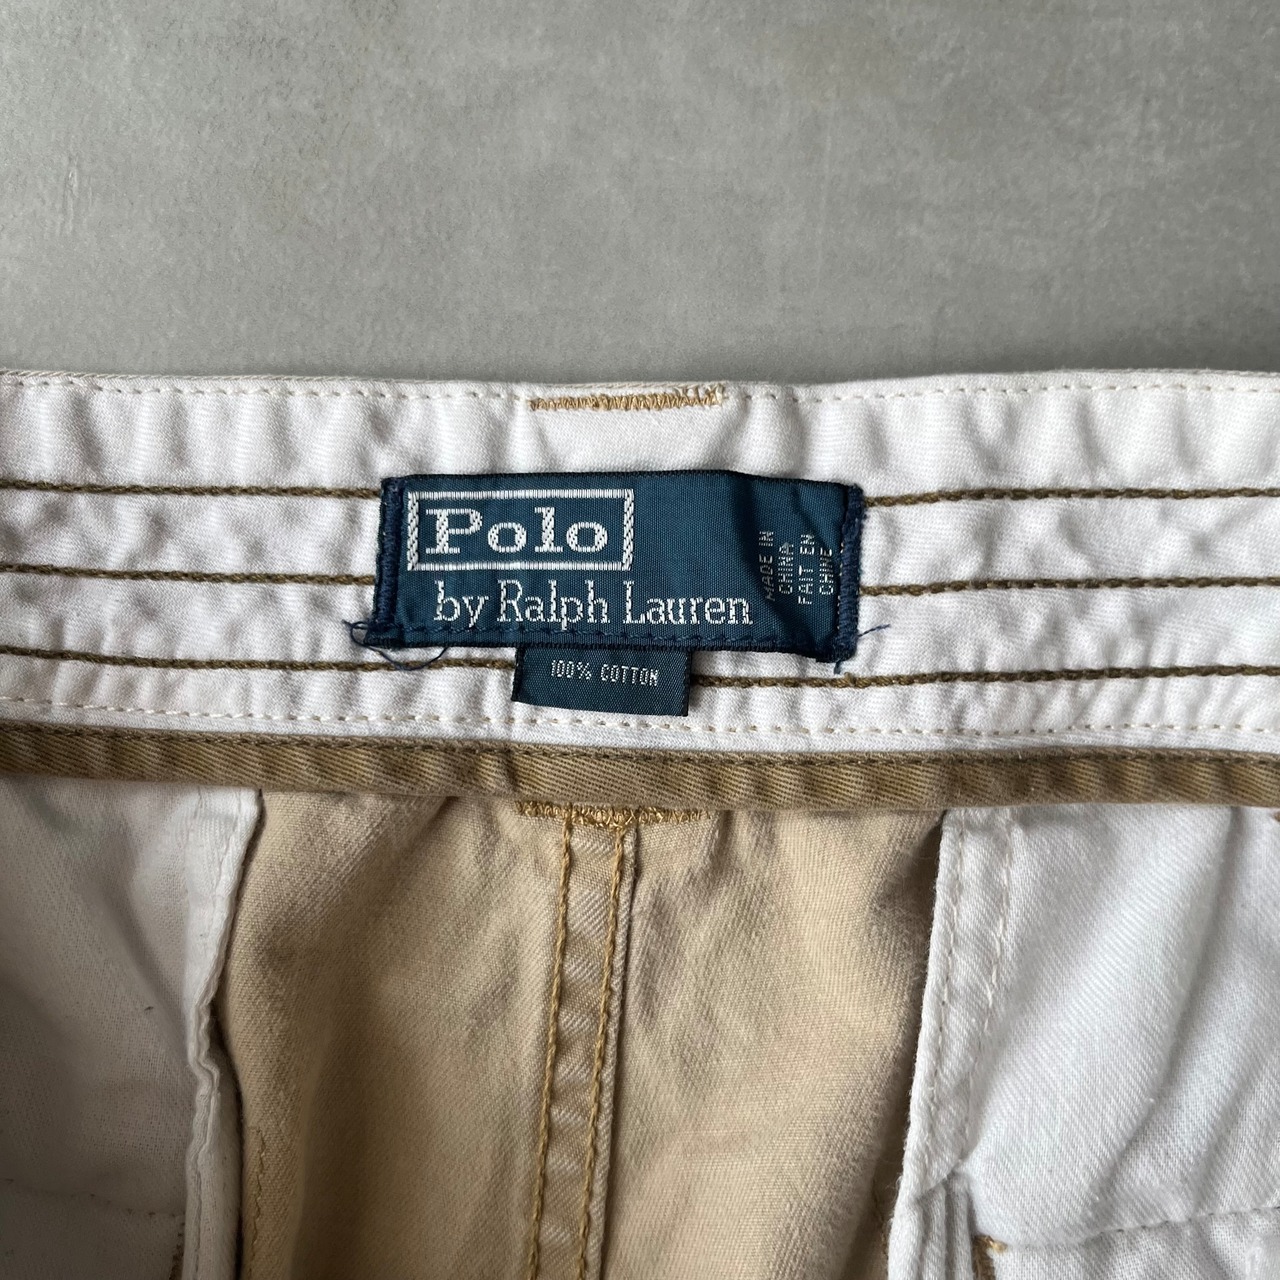 Polo
by Ralph Lauren
MADE IN
CHINA
FAIT EN
CHINE
100% COTTON